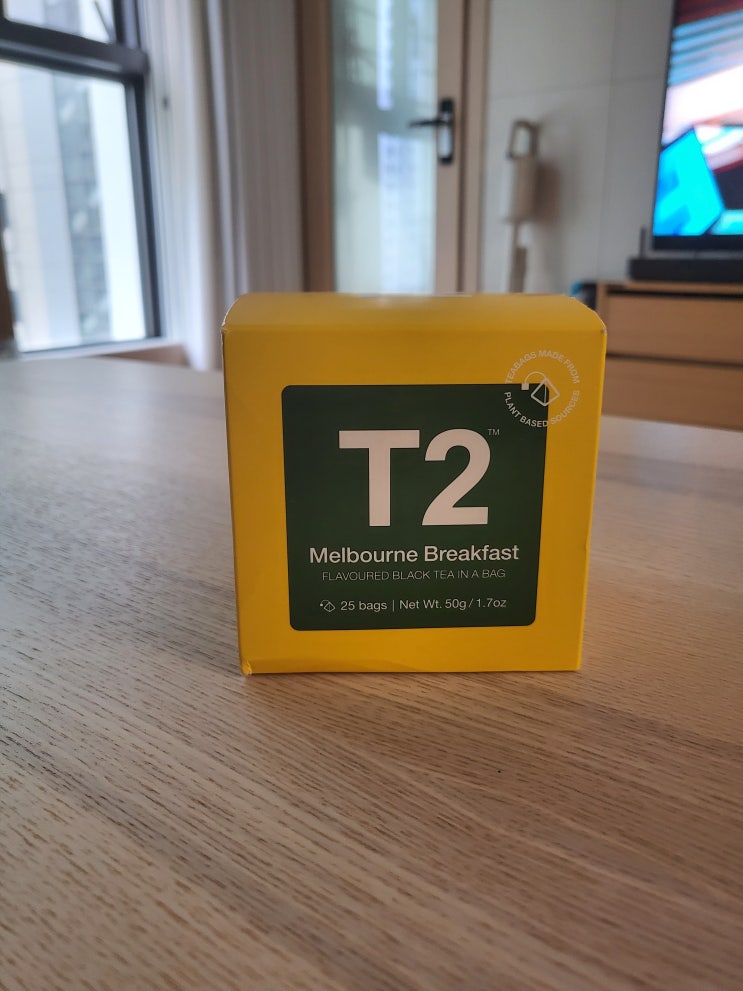 TEABAGS MADE FROM
PLANT BASED SOURCES
T2™
Melbourne Breakfast
FLAVOURED BLACK TEA IN A BAG
25 bags | Net Wt. 50g / 1.7oz